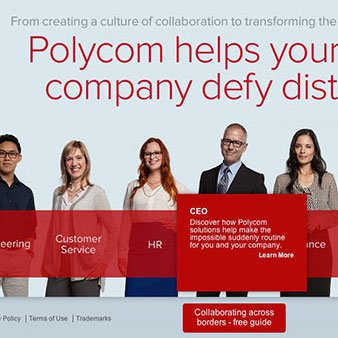 From creating a culture of collaboration to transforming the
Polycom helps your
company defy dist
eering
Customer
Service
HR
CEO
Discover how Polycom
solutions help make the
impossible suddenly routine
for you and your company.
Learn More
ance
Policy | Terms of Use | Trademarks
Collaborating across
borders - free guide